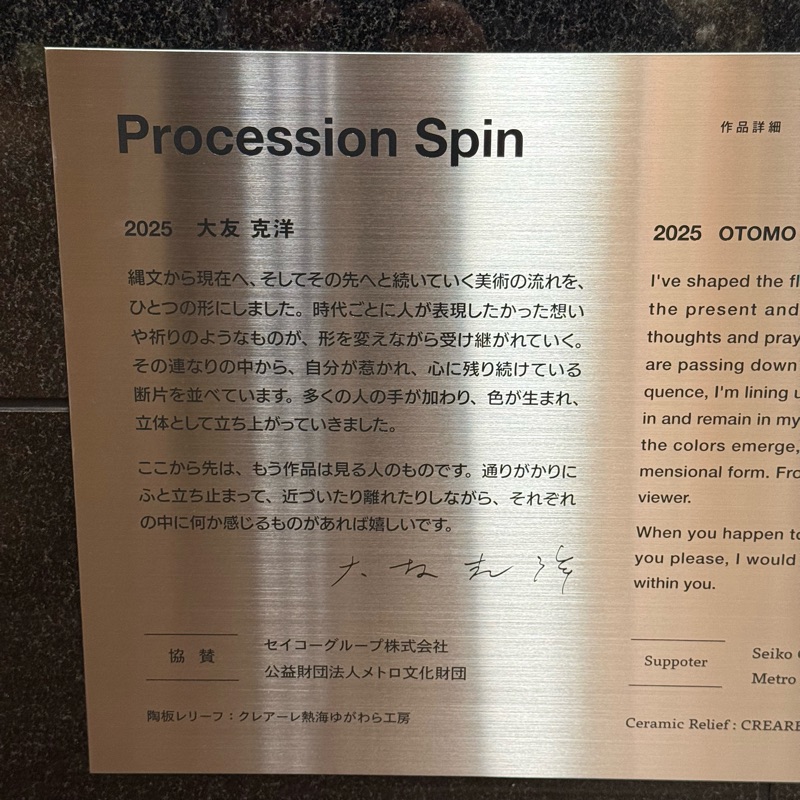 Procession Spin
作品詳細
2025 大友 克洋
縄文から現在へ、そしてその先へと続いていく美術の流れを、
ひとつの形にしました。時代ごとに人が表現したかった想い
や祈りのようなものが、形を変えながら受け継がれていく。
その連なりの中から、自分が惹かれ、心に残り続けている
断片を並べています。多くの人の手が加わり、色が生まれ、
立体として立ち上がっていきました。
ここから先は、もう作品は見る人のものです。通りがかりに
ふと立ち止まって、近づいたり離れたりしながら、それぞれ
の中に何か感じるものがあれば嬉しいです。
大友克洋
協賛
セイコーグループ株式会社
公益財団法人メトロ文化財団
陶板レリーフ：クレアーレ熱海ゆがわら工房
2025 OTOMO
I've shaped the fl
the present and
thoughts and pray
are passing down
quence, I'm lining u
in and remain in my
the colors emerge,
mensional form. Fro
viewer.
When you happen to
you please, I would
within you.
Suppoter
Seiko
Metro
Ceramic Relief : CREARE